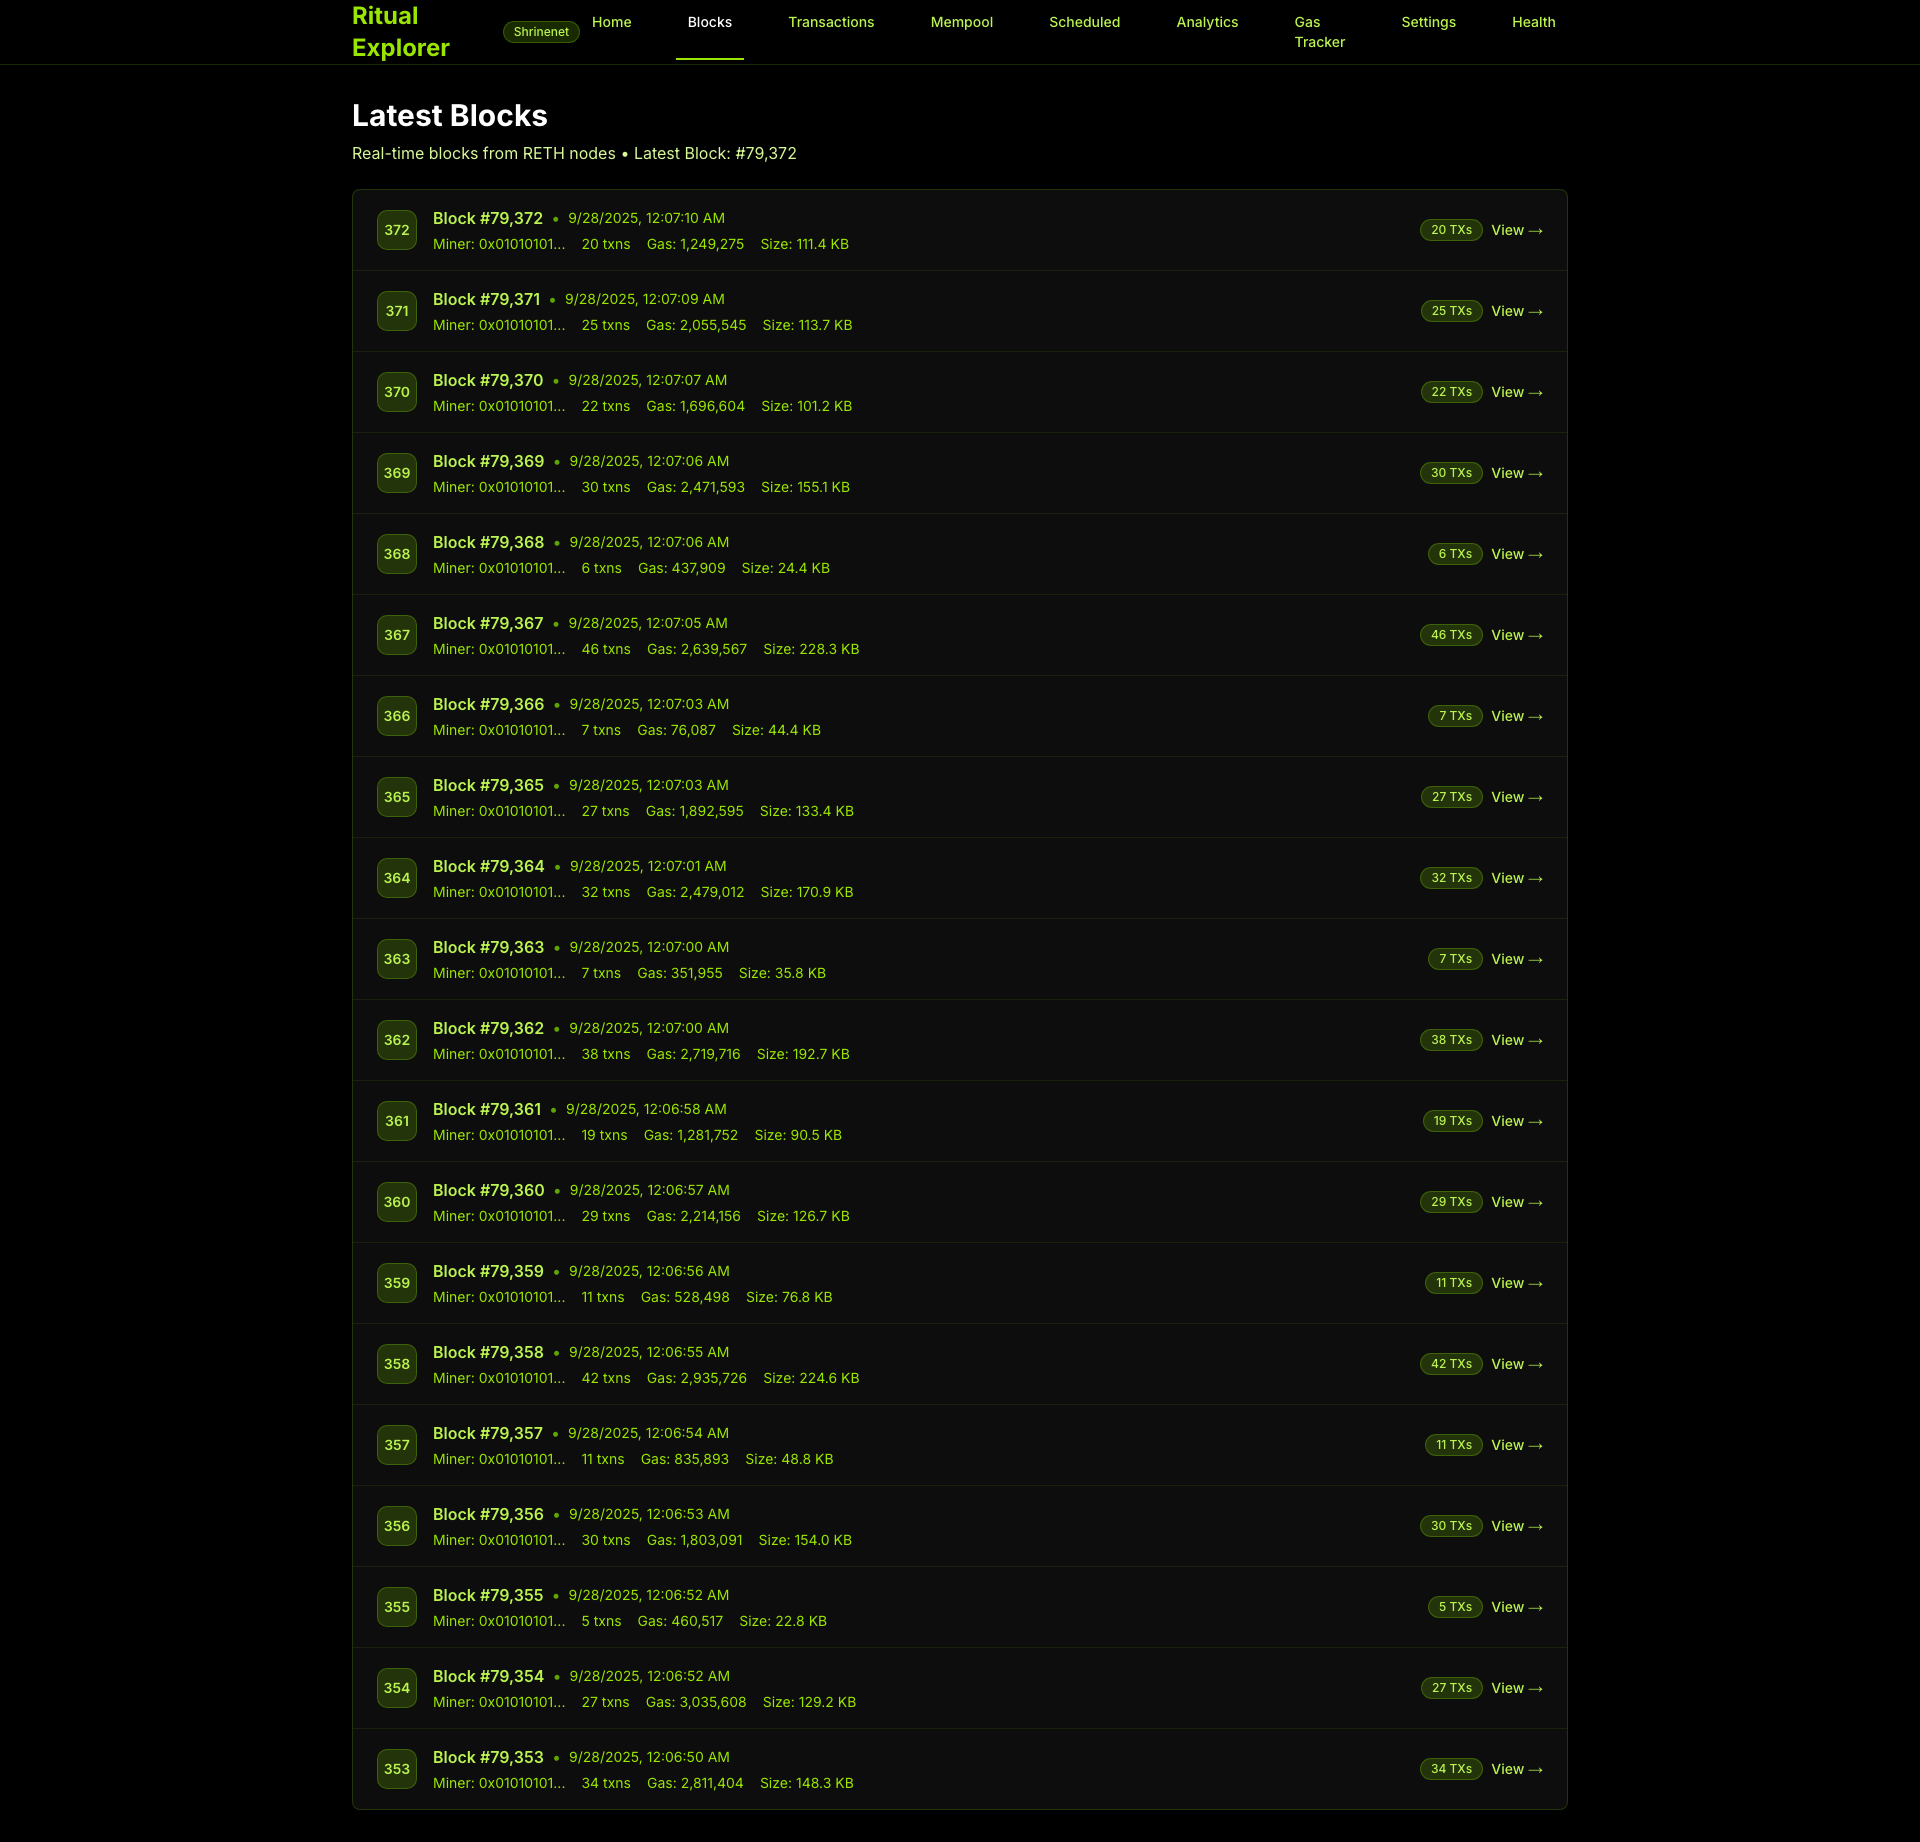 Ritual
Explorer
Shrinenet
Home
Blocks
Transactions
Mempool
Scheduled
Analytics
Gas
Tracker
Settings
Health
Latest Blocks
Real-time blocks from RETH nodes • Latest Block: #79,372
372
Block #79,372 • 9/28/2025, 12:07:10 AM
Miner: 0x01010101... 20 txns Gas: 1,249,275 Size: 111.4 KB
20 TXs View →
371
Block #79,371 • 9/28/2025, 12:07:09 AM
Miner: 0x01010101... 25 txns Gas: 2,055,545 Size: 113.7 KB
25 TXs View →
370
Block #79,370 • 9/28/2025, 12:07:07 AM
Miner: 0x01010101... 22 txns Gas: 1,696,604 Size: 101.2 KB
22 TXs View →
369
Block #79,369 • 9/28/2025, 12:07:06 AM
Miner: 0x01010101... 30 txns Gas: 2,471,593 Size: 155.1 KB
30 TXs View →
368
Block #79,368 • 9/28/2025, 12:07:06 AM
Miner: 0x01010101... 6 txns Gas: 437,909 Size: 24.4 KB
6 TXs View →
367
Block #79,367 • 9/28/2025, 12:07:05 AM
Miner: 0x01010101... 46 txns Gas: 2,639,567 Size: 228.3 KB
46 TXs View →
366
Block #79,366 • 9/28/2025, 12:07:03 AM
Miner: 0x01010101... 7 txns Gas: 76,087 Size: 44.4 KB
7 TXs View →
365
Block #79,365 • 9/28/2025, 12:07:03 AM
Miner: 0x01010101... 27 txns Gas: 1,892,595 Size: 133.4 KB
27 TXs View →
364
Block #79,364 • 9/28/2025, 12:07:01 AM
Miner: 0x01010101... 32 txns Gas: 2,479,012 Size: 170.9 KB
32 TXs View →
363
Block #79,363 • 9/28/2025, 12:07:00 AM
Miner: 0x01010101... 7 txns Gas: 351,955 Size: 35.8 KB
7 TXs View →
362
Block #79,362 • 9/28/2025, 12:07:00 AM
Miner: 0x01010101... 38 txns Gas: 2,719,716 Size: 192.7 KB
38 TXs View →
361
Block #79,361 • 9/28/2025, 12:06:58 AM
Miner: 0x01010101... 19 txns Gas: 1,281,752 Size: 90.5 KB
19 TXs View →
360
Block #79,360 • 9/28/2025, 12:06:57 AM
Miner: 0x01010101... 29 txns Gas: 2,214,156 Size: 126.7 KB
29 TXs View →
359
Block #79,359 • 9/28/2025, 12:06:56 AM
Miner: 0x01010101... 11 txns Gas: 528,498 Size: 76.8 KB
11 TXs View →
358
Block #79,358 • 9/28/2025, 12:06:55 AM
Miner: 0x01010101... 42 txns Gas: 2,935,726 Size: 224.6 KB
42 TXs View →
357
Block #79,357 • 9/28/2025, 12:06:54 AM
Miner: 0x01010101... 11 txns Gas: 835,893 Size: 48.8 KB
11 TXs View →
356
Block #79,356 • 9/28/2025, 12:06:53 AM
Miner: 0x01010101... 30 txns Gas: 1,803,091 Size: 154.0 KB
30 TXs View →
355
Block #79,355 • 9/28/2025, 12:06:52 AM
Miner: 0x01010101... 5 txns Gas: 460,517 Size: 22.8 KB
5 TXs View →
354
Block #79,354 • 9/28/2025, 12:06:52 AM
Miner: 0x01010101... 27 txns Gas: 3,035,608 Size: 129.2 KB
27 TXs View →
353
Block #79,353 • 9/28/2025, 12:06:50 AM
Miner: 0x01010101... 34 txns Gas: 2,811,404 Size: 148.3 KB
34 TXs View →